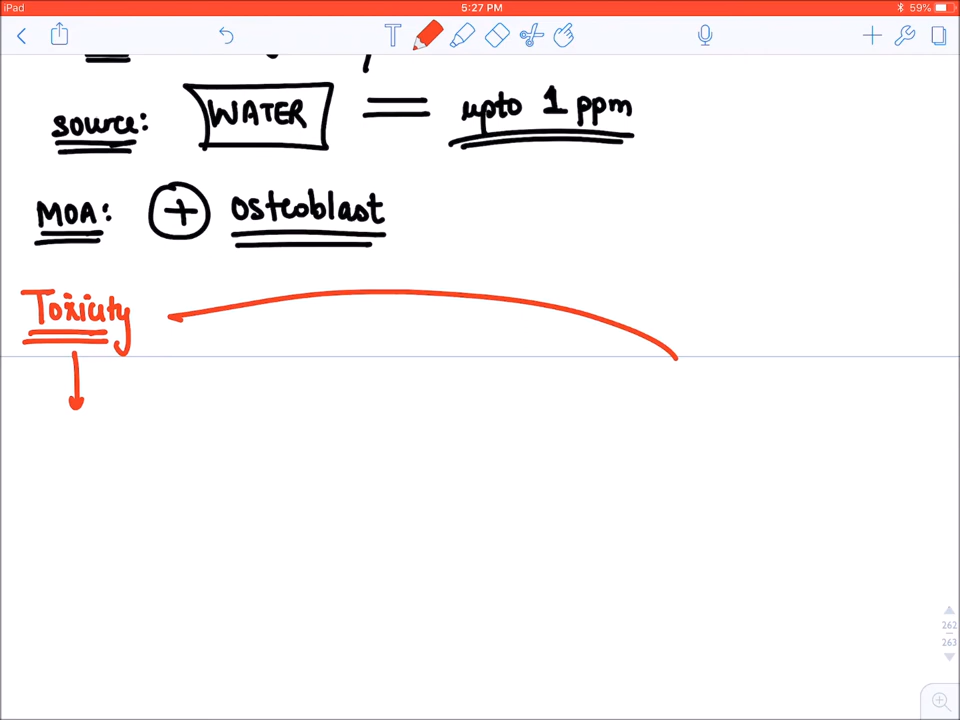 iPad 5:27 PM 59%
T
source: WATER = upto 1 ppm
MOA: + Osteoblast
Toxicity
262
263